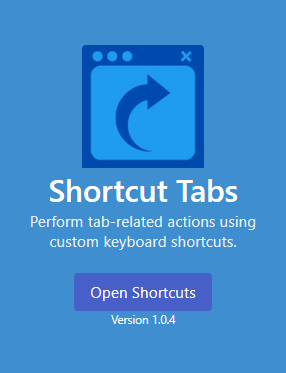 Shortcut Tabs
Perform tab-related actions using
custom keyboard shortcuts.
Open Shortcuts
Version 1.0.4